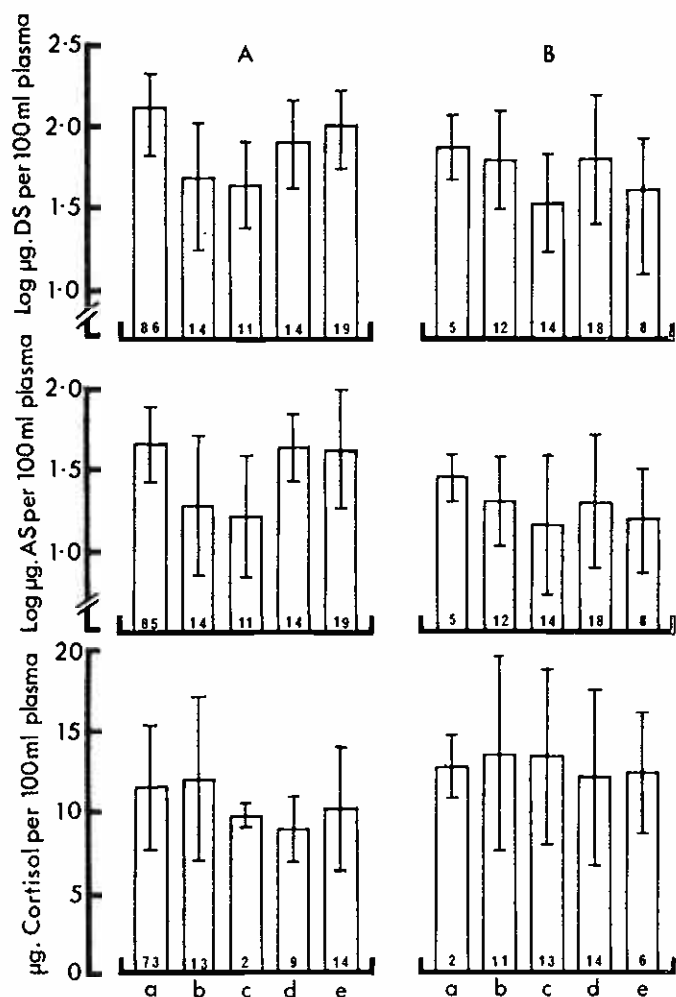 A B
Log µg. DS per 100ml plasma
2·5
2·0
1·5
1·0
86 14 11 14 19 5 12 14 18 8
Log µg. AS per 100ml plasma
2·0
1·5
1·0
85 14 11 14 19 5 12 14 18 8
µg. Cortisol per 100ml plasma
20
15
10
5
0
73 13 2 9 14 2 11 13 14 6
a b c d e a b c d e